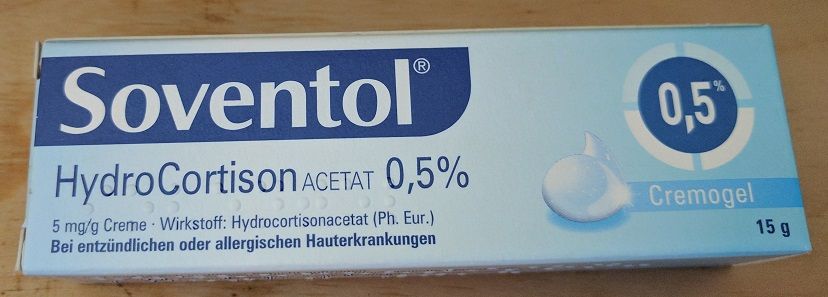 Soventol®
HydroCortison ACETAT 0,5%
5 mg/g Creme · Wirkstoff: Hydrocortisonacetat (Ph. Eur.)
Bei entzündlichen oder allergischen Hauterkrankungen
0,5%
Cremogel
15 g